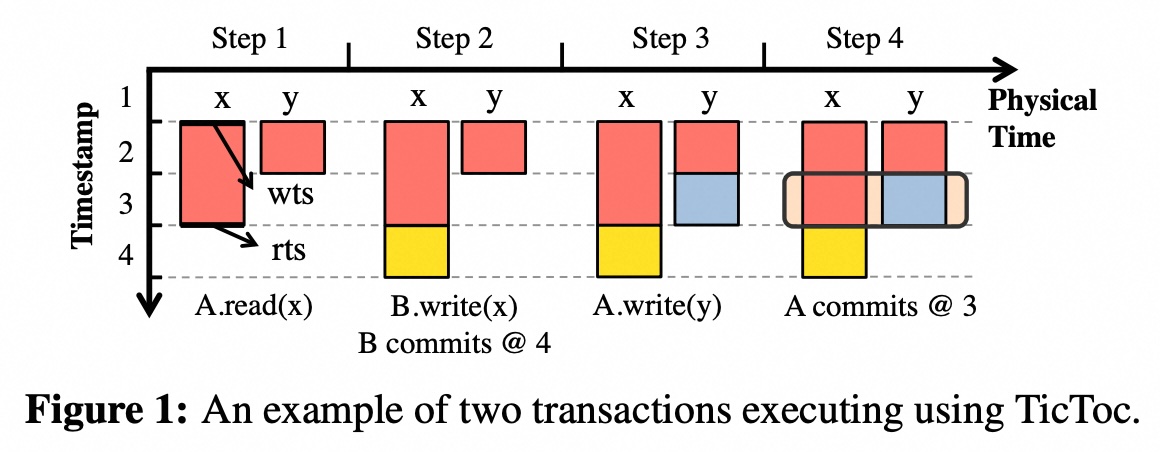 Step 1 Step 2 Step 3 Step 4
Physical Time
Timestamp
1
2
3
4
x y x y x y x y
wts
rts
A.read(x)
B.write(x)
B commits @ 4
A.write(y)
A commits @ 3
Figure 1: An example of two transactions executing using TicToc.